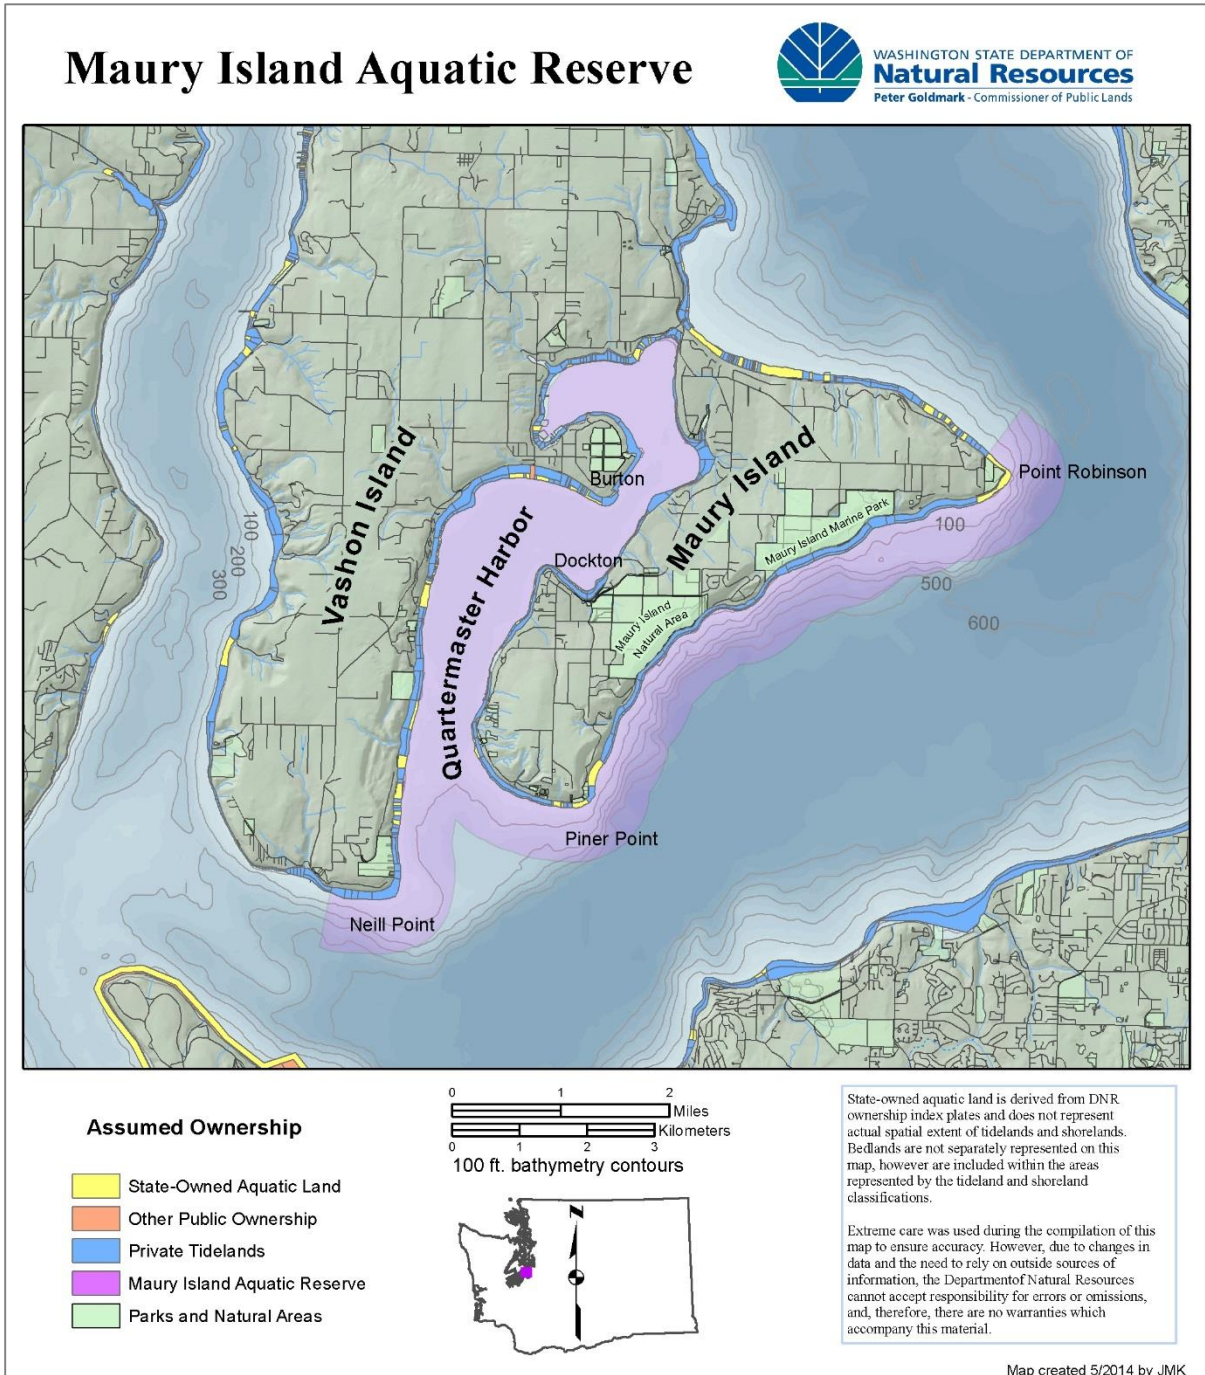 Maury Island Aquatic Reserve
WASHINGTON STATE DEPARTMENT OF
Natural Resources
Peter Goldmark - Commissioner of Public Lands
Point Robinson
Burton
Vashon Island
Maury Island
Quartermaster Harbor
Maury Island Marine Park
100
500
600
100
200
300
Dockton
Maury Island
Natural Area
Piner Point
Neill Point
Assumed Ownership
State-Owned Aquatic Land
Other Public Ownership
Private Tidelands
Maury Island Aquatic Reserve
Parks and Natural Areas
0 1 2
Miles
Kilometers
0 1 2 3
100 ft. bathymetry contours
N
State-owned aquatic land is derived from DNR
ownership index plates and does not represent
actual spatial extent of tidelands and shorelands.
Bedlands are not separately represented on this
map, however are included within the areas
represented by the tideland and shoreland
classifications.
Extreme care was used during the compilation of this
map to ensure accuracy. However, due to changes in
data and the need to rely on outside sources of
information, the Departmentof Natural Resources
cannot accept responsibility for errors or omissions,
and, therefore, there are no warranties which
accompany this material.
Map created 5/2014 by JMK